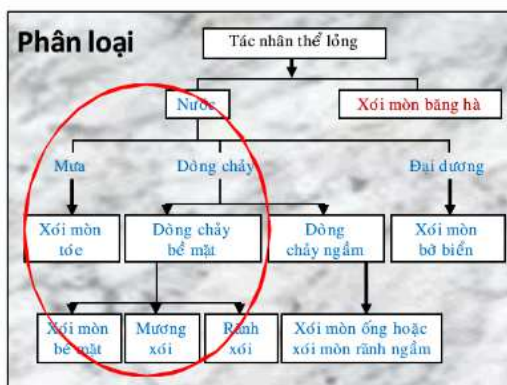 Phân loại
Tác nhân thể lỏng
Nước
Xói mòn băng hà
Mưa
Dòng chảy
Đại dương
Xói mòn
tóe
Dòng chảy
bề mặt
Dòng
chảy ngầm
Xói mòn
bờ biển
Xói mòn
bề mặt
Mương
xói
Rãnh
xói
Xói mòn ống hoặc
xói mòn rãnh ngầm